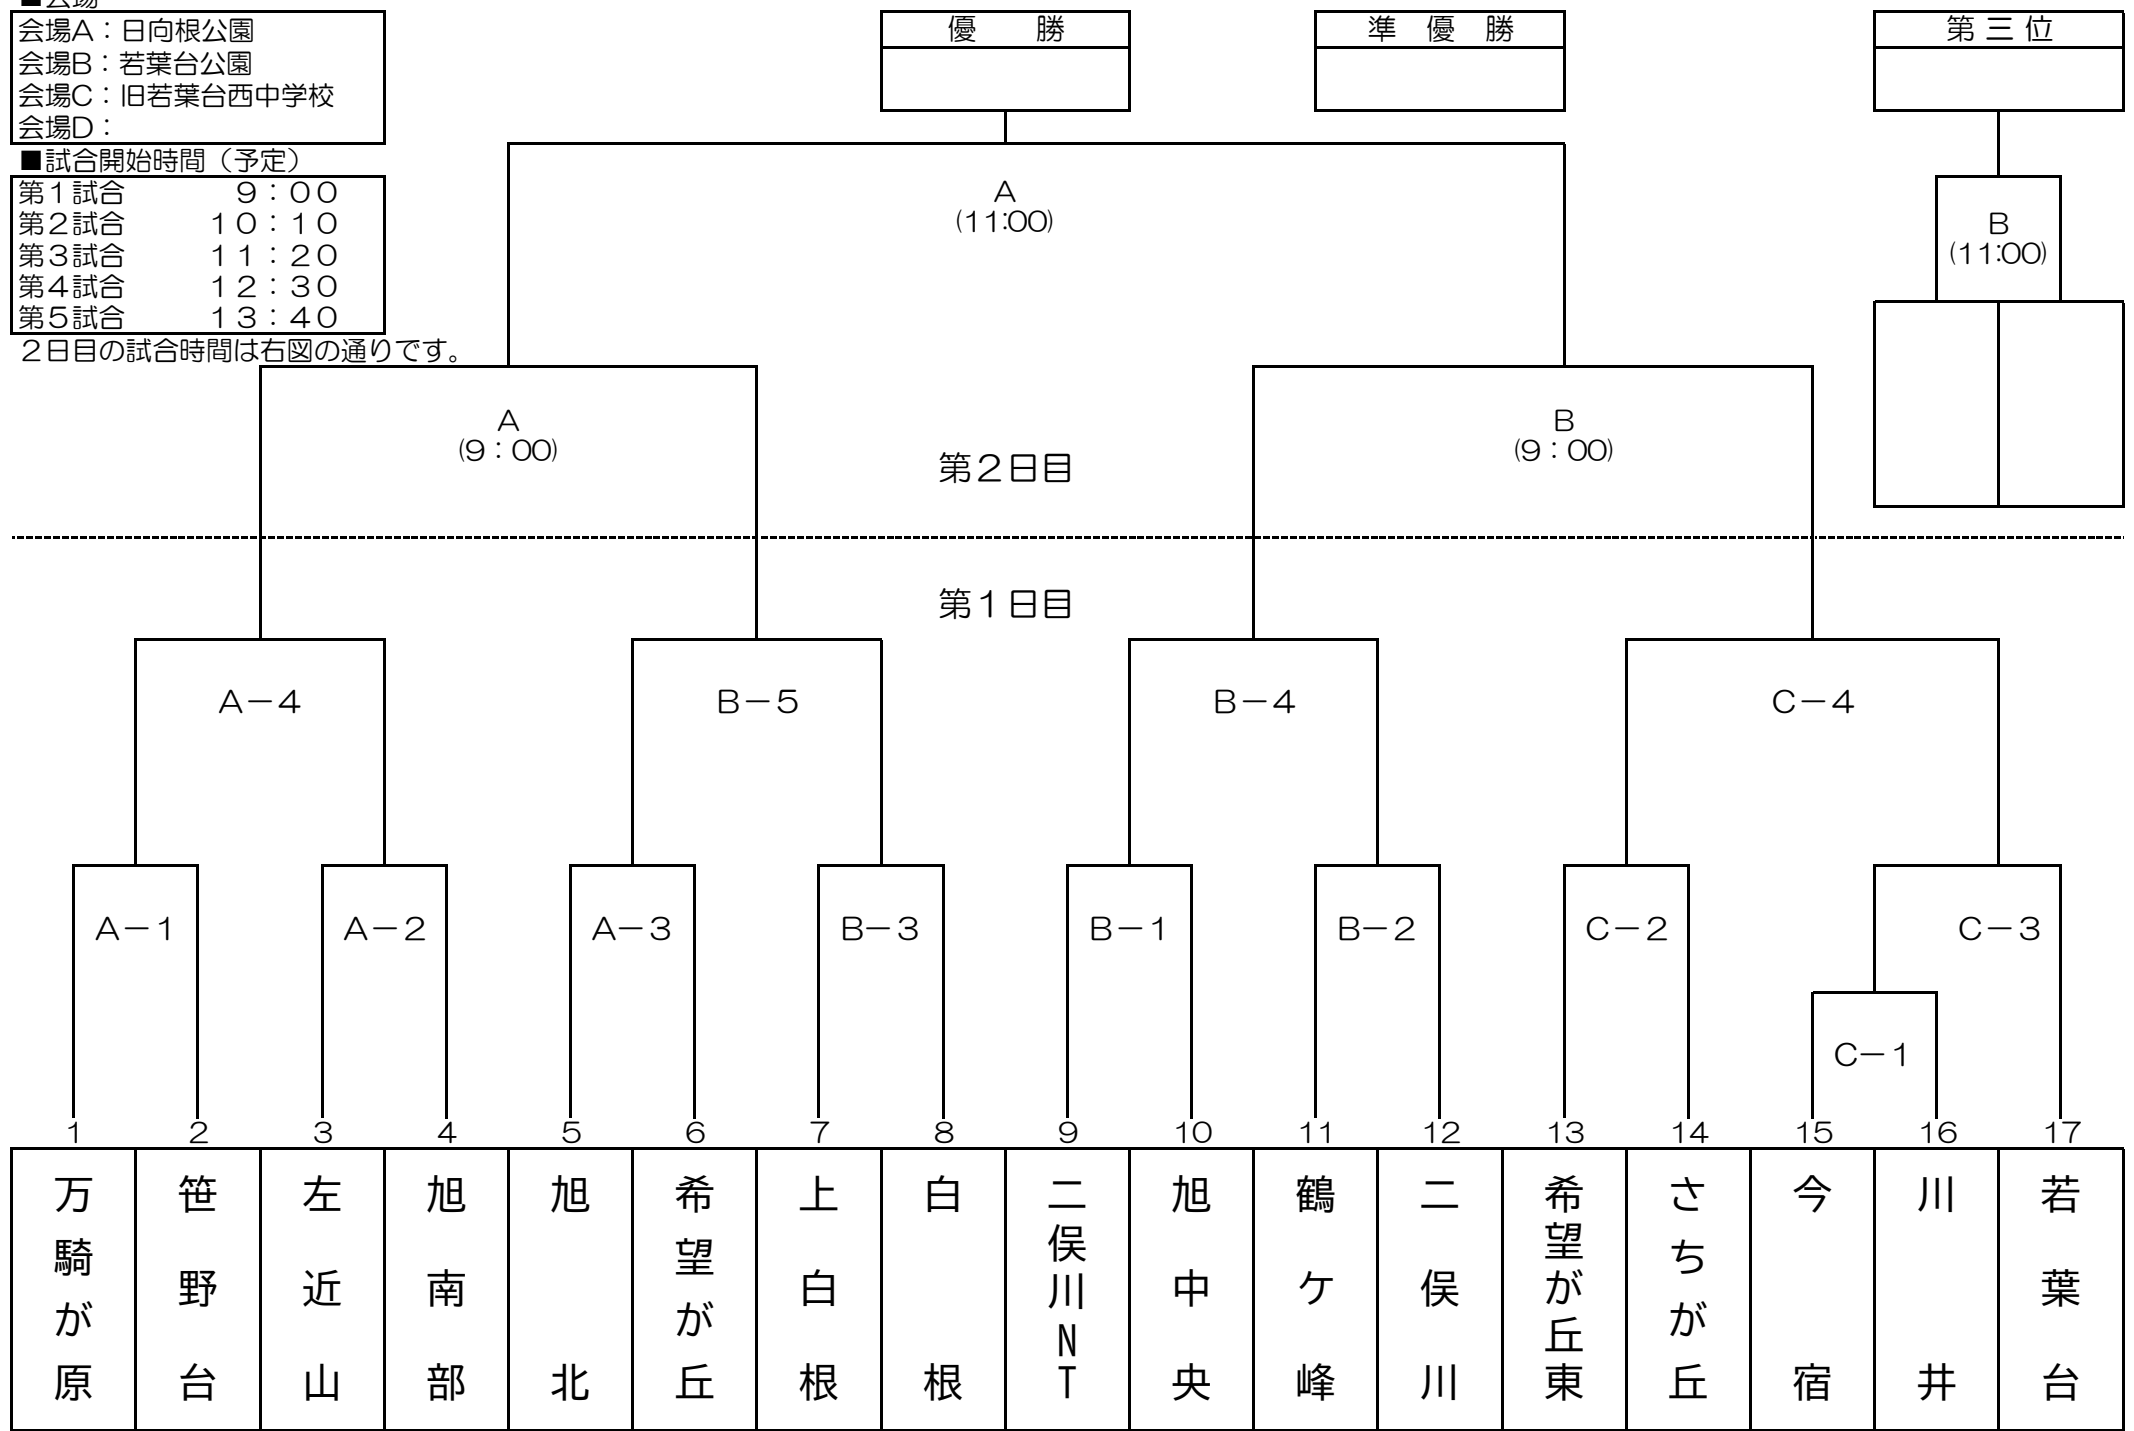 ■会場
会場A：日向根公園
会場B：若葉台公園
会場C：旧若葉台西中学校
会場D：
■試合開始時間（予定）
第１試合　９：００
第２試合　１０：１０
第３試合　１１：２０
第４試合　１２：３０
第５試合　１３：４０
２日目の試合時間は右図の通りです。
優　勝
準　優　勝
第三位
A
(11:00)
B
(11:00)
A
(9：00)
B
(9：00)
第２日目
第１日目
A－4
B－5
B－4
C－4
A－1
A－2
A－3
B－3
B－1
B－2
C－2
C－3
C－1
1
2
3
4
5
6
7
8
9
10
11
12
13
14
15
16
17
万騎が原
笹野台
左近山
旭南部
旭北
希望が丘
上白根
白根
二俣川NT
旭中央
鶴ケ峰
二俣川
希望が丘東
さちが丘
今宿
川井
若葉台